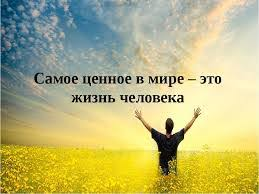 Самое ценное в мире – это
жизнь человека